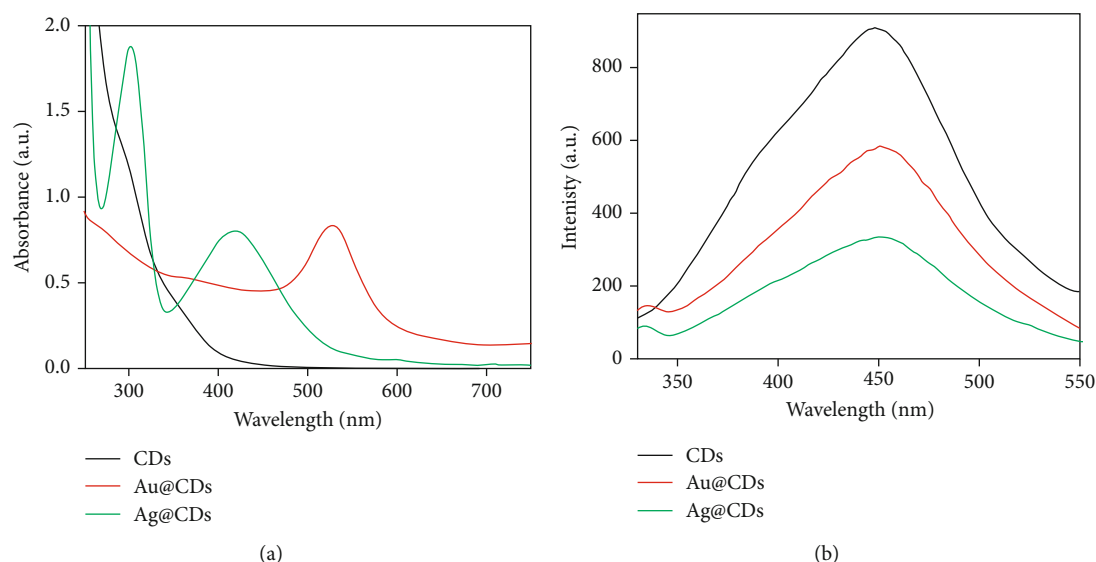 2.0
1.5
1.0
0.5
0.0
Absorbance (a.u.)
300 400 500 600 700
Wavelength (nm)
CDs
Au@CDs
Ag@CDs
(a)
800
600
400
200
0
Intenisty (a.u.)
350 400 450 500 550
Wavelength (nm)
CDs
Au@CDs
Ag@CDs
(b)